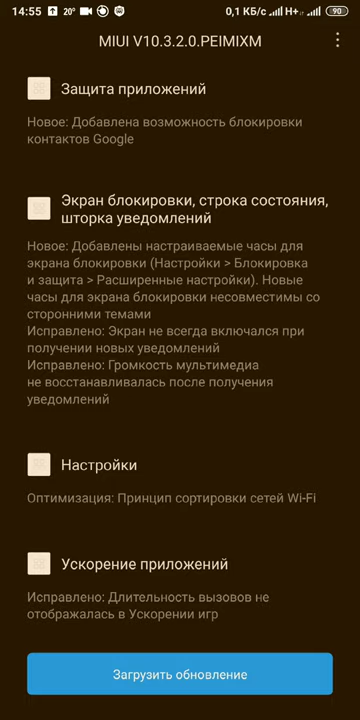 14:55 20° 0,1 КБ/с H+ 90
MIUI V10.3.2.0.PEIMIXM
Защита приложений
Новое: Добавлена возможность блокировки
контактов Google
Экран блокировки, строка состояния,
шторка уведомлений
Новое: Добавлены настраиваемые часы для
экрана блокировки (Настройки > Блокировка
и защита > Расширенные настройки). Новые
часы для экрана блокировки несовместимы со
сторонними темами
Исправлено: Экран не всегда включался при
получении новых уведомлений
Исправлено: Громкость мультимедиа
не восстанавливалась после получения
уведомлений
Настройки
Оптимизация: Принцип сортировки сетей Wi-Fi
Ускорение приложений
Исправлено: Длительность вызовов не
отображалась в Ускорении игр
Загрузить обновление